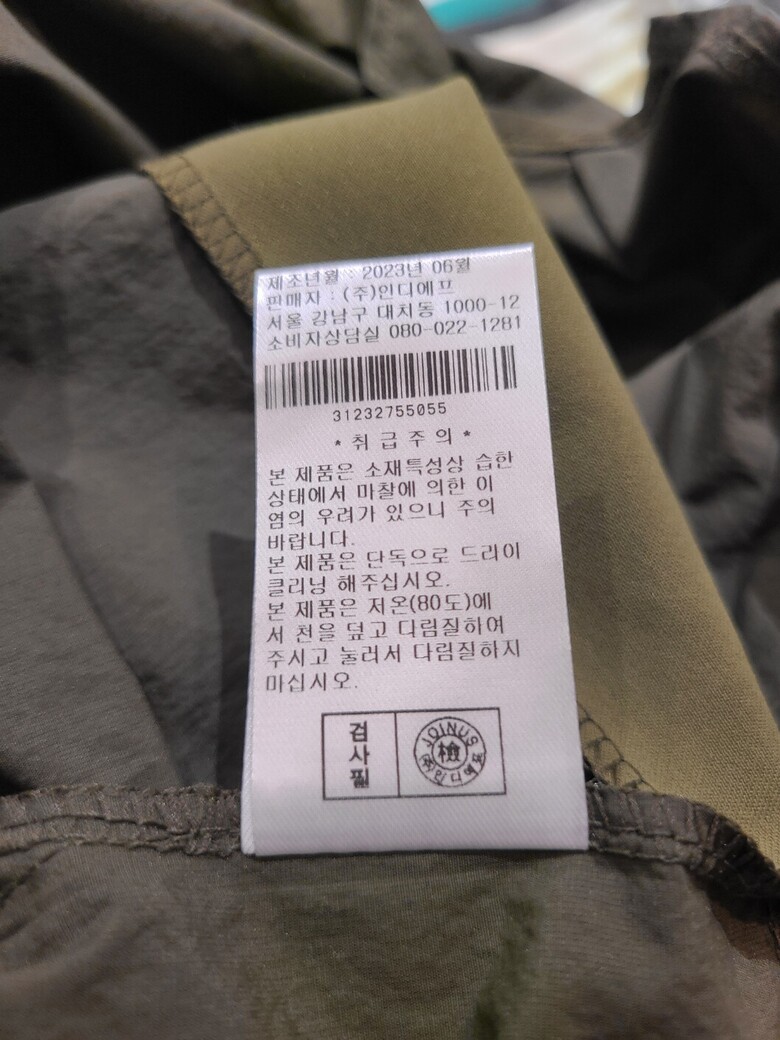 제조년월 : 2023년 06월
판매자 : (주)인디에프
서울 강남구 대치동 1000-12
소비자상담실 080-022-1281
31232755055
* 취 급 주 의 *
본 제품은 소재특성상 습한
상태에서 마찰에 의한 이
염의 우려가 있으니 주의
바랍니다.
본 제품은 단독으로 드라이
클리닝 해주십시오.
본 제품은 저온(80도)에
서 천을 덮고 다림질하여
주시고 눌러서 다림질하지
마십시오.
검사필
JOINUS
檢
(주)인디에프